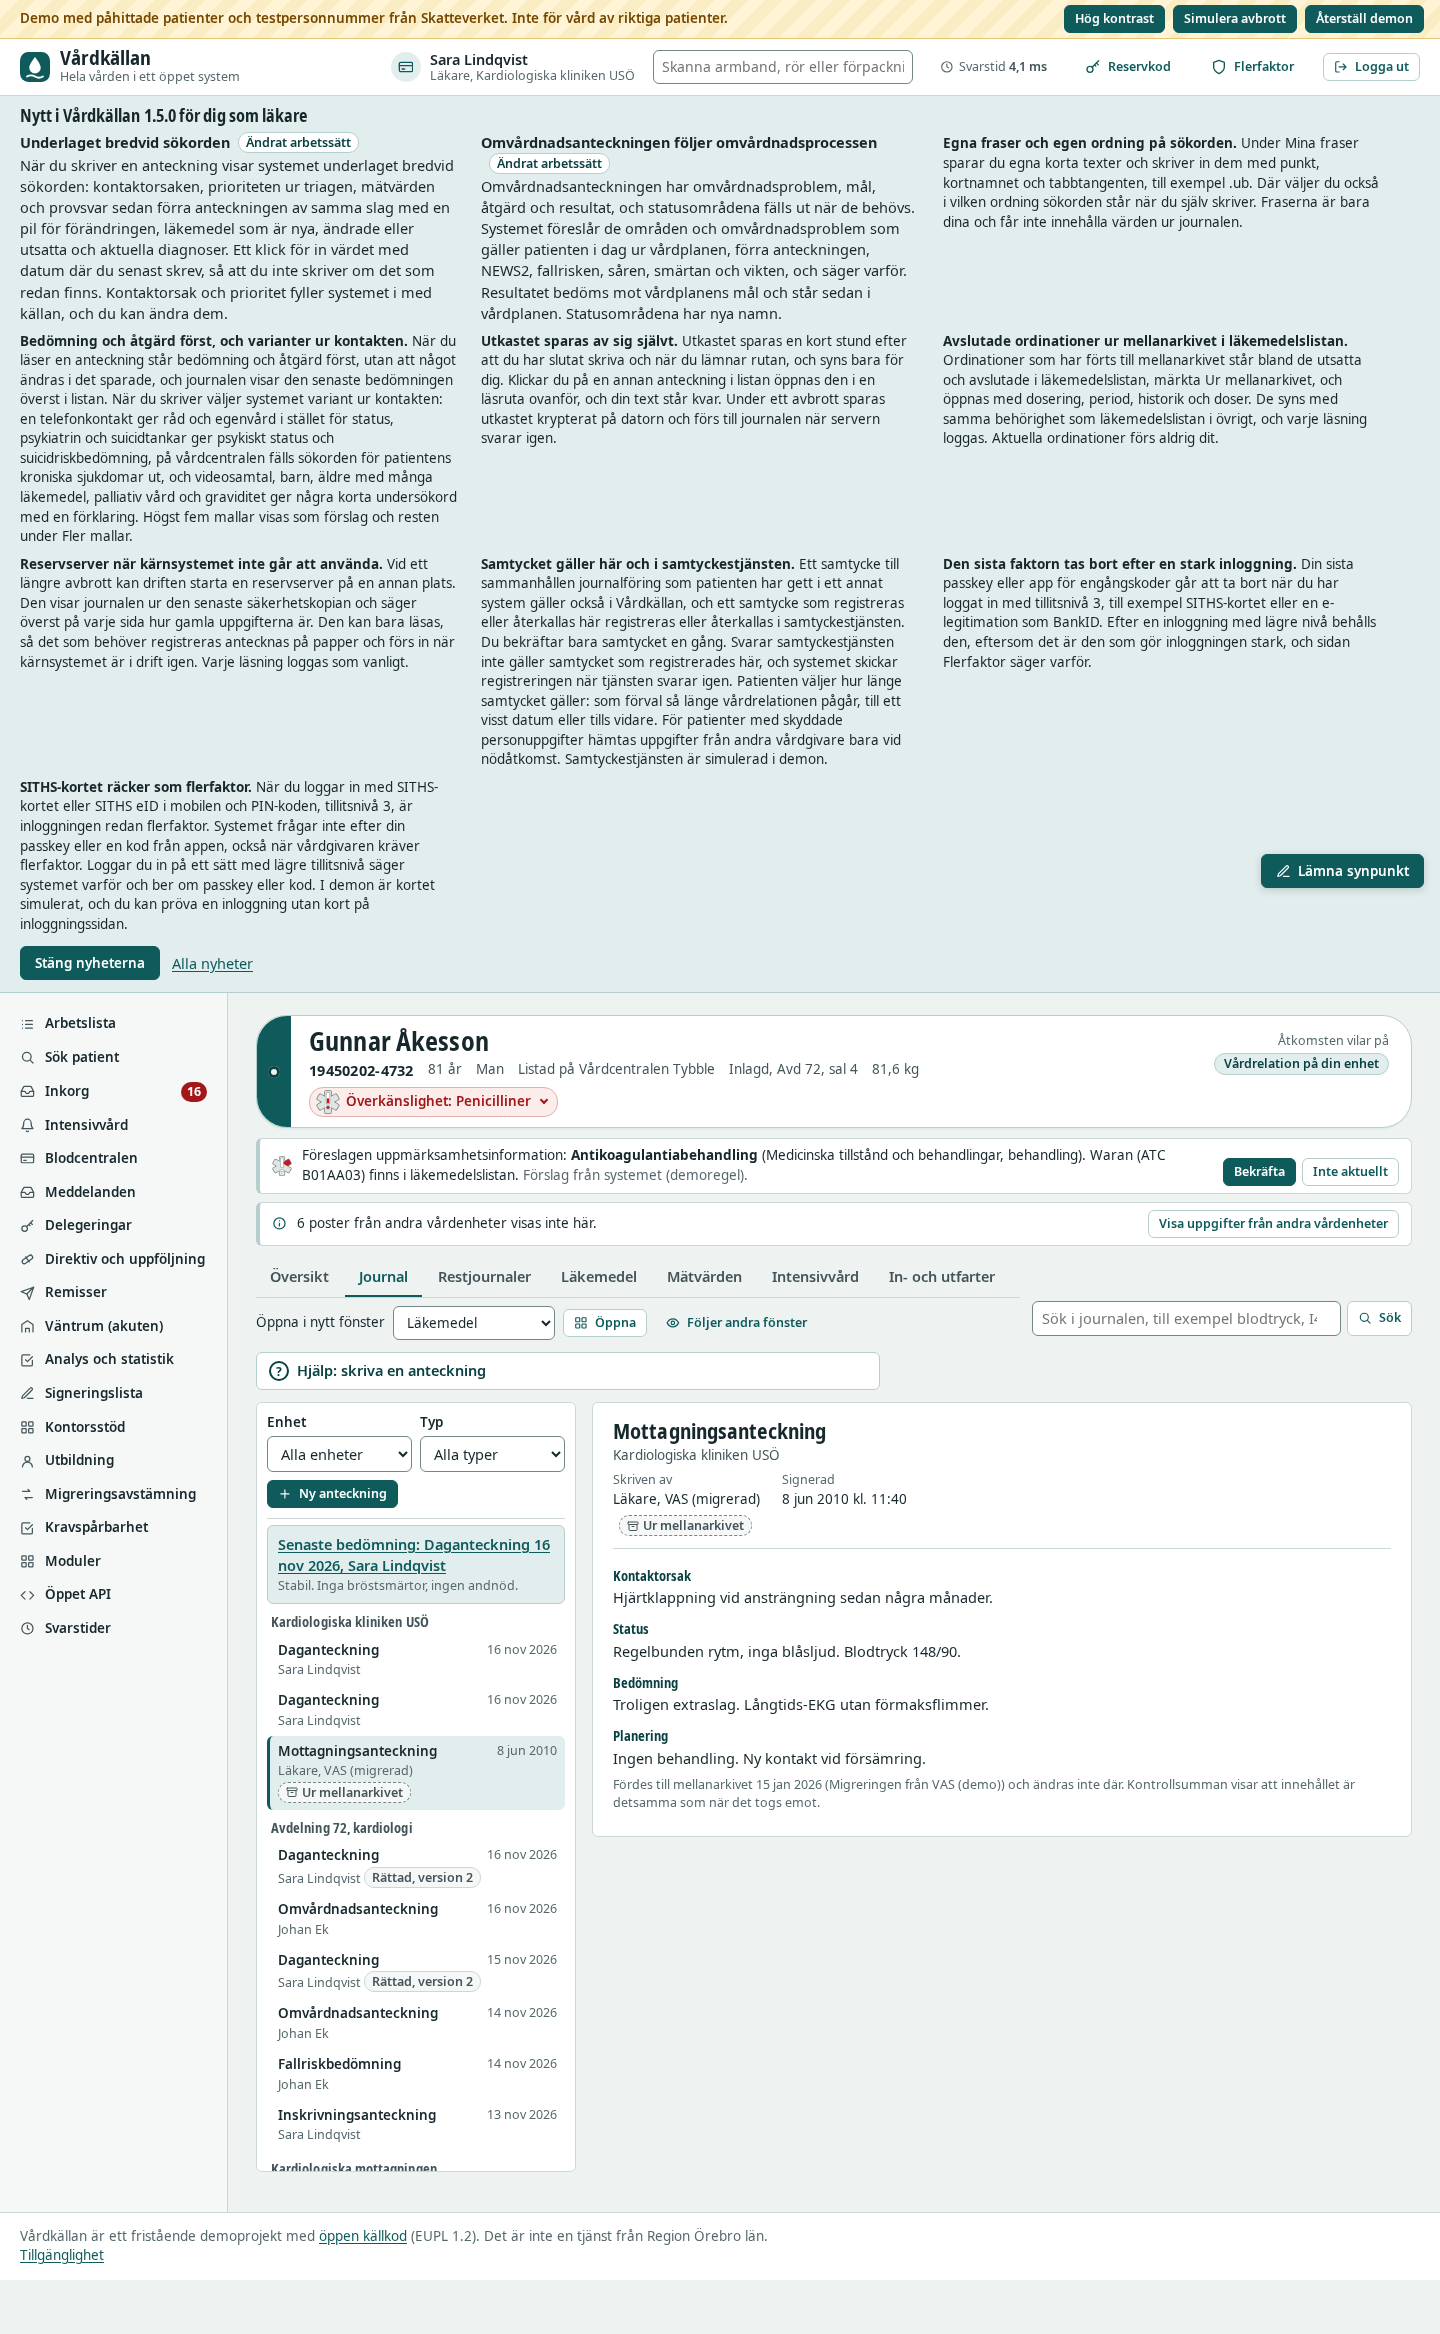 Demo med påhittade patienter och testpersonnummer från Skatteverket. Inte för vård av riktiga patienter.
Hög kontrast
Simulera avbrott
Återställ demon
Vårdkällan
Hela vården i ett öppet system
Sara Lindqvist
Läkare, Kardiologiska kliniken USÖ
Skanna armband, rör eller förpackni
Svarstid 4,1 ms
Reservkod
Flerfaktor
Logga ut
Nytt i Vårdkällan 1.5.0 för dig som läkare
Underlaget bredvid sökorden Ändrat arbetssätt
När du skriver en anteckning visar systemet underlaget bredvid
sökorden: kontaktorsaken, prioriteten ur triagen, mätvärden
och provsvar sedan förra anteckningen av samma slag med en
pil för förändringen, läkemedel som är nya, ändrade eller
utsatta och aktuella diagnoser. Ett klick för in värdet med
datum där du senast skrev, så att du inte skriver om det som
redan finns. Kontaktorsak och prioritet fyller systemet i med
källan, och du kan ändra dem.
Omvårdnadsanteckningen följer omvårdnadsprocessen
Ändrat arbetssätt
Omvårdnadsanteckningen har omvårdnadsproblem, mål,
åtgärd och resultat, och statusområdena fälls ut när de behövs.
Systemet föreslår de områden och omvårdnadsproblem som
gäller patienten i dag ur vårdplanen, förra anteckningen,
NEWS2, fallrisken, såren, smärtan och vikten, och säger varför.
Resultatet bedöms mot vårdplanens mål och står sedan i
vårdplanen. Statusområdena har nya namn.
Egna fraser och egen ordning på sökorden. Under Mina fraser
sparar du egna korta texter och skriver in dem med punkt,
kortnamnet och tabbtangenten, till exempel .ub. Där väljer du också
i vilken ordning sökorden står när du själv skriver. Fraserna är bara
dina och får inte innehålla värden ur journalen.
Bedömning och åtgärd först, och varianter ur kontakten. När du
läser en anteckning står bedömning och åtgärd först, utan att något
ändras i det sparade, och journalen visar den senaste bedömningen
överst i listan. När du skriver väljer systemet variant ur kontakten:
en telefonkontakt ger råd och egenvård i stället för status,
psykiatrin och suicidtankar ger psykiskt status och
suicidriskbedömning, på vårdcentralen fälls sökorden för patientens
kroniska sjukdomar ut, och videosamtal, barn, äldre med många
läkemedel, palliativ vård och graviditet ger några korta undersökord
med en förklaring. Högst fem mallar visas som förslag och resten
under Fler mallar.
Utkastet sparas av sig självt. Utkastet sparas en kort stund efter
att du har slutat skriva och när du lämnar rutan, och syns bara för
dig. Klickar du på en annan anteckning i listan öppnas den i en
läsruta ovanför, och din text står kvar. Under ett avbrott sparas
utkastet krypterat på datorn och förs till journalen när servern
svarar igen.
Avslutade ordinationer ur mellanarkivet i läkemedelslistan.
Ordinationer som har förts till mellanarkivet står bland de utsatta
och avslutade i läkemedelslistan, märkta Ur mellanarkivet, och
öppnas med dosering, period, historik och doser. De syns med
samma behörighet som läkemedelslistan i övrigt, och varje läsning
loggas. Aktuella ordinationer förs aldrig dit.
Reservserver när kärnsystemet inte går att använda. Vid ett
längre avbrott kan driften starta en reservserver på en annan plats.
Den visar journalen ur den senaste säkerhetskopian och säger
överst på varje sida hur gamla uppgifterna är. Den kan bara läsas,
så det som behöver registreras antecknas på papper och förs in när
kärnsystemet är i drift igen. Varje läsning loggas som vanligt.
Samtycket gäller här och i samtyckestjänsten. Ett samtycke till
sammanhållen journalföring som patienten har gett i ett annat
system gäller också i Vårdkällan, och ett samtycke som registreras
eller återkallas här registreras eller återkallas i samtyckestjänsten.
Du bekräftar bara samtycket en gång. Svarar samtyckestjänsten
inte gäller samtycket som registrerades här, och systemet skickar
registreringen när tjänsten svarar igen. Patienten väljer hur länge
samtycket gäller: som förval så länge vårdrelationen pågår, till ett
visst datum eller tills vidare. För patienter med skyddade
personuppgifter hämtas uppgifter från andra vårdgivare bara vid
nödåtkomst. Samtyckestjänsten är simulerad i demon.
Den sista faktorn tas bort efter en stark inloggning. Din sista
passkey eller app för engångskoder går att ta bort när du har
loggat in med tillitsnivå 3, till exempel SITHS-kortet eller en e-
legitimation som BankID. Efter en inloggning med lägre nivå behålls
den, eftersom det är den som gör inloggningen stark, och sidan
Flerfaktor säger varför.
SITHS-kortet räcker som flerfaktor. När du loggar in med SITHS-
kortet eller SITHS eID i mobilen och PIN-koden, tillitsnivå 3, är
inloggningen redan flerfaktor. Systemet frågar inte efter din
passkey eller en kod från appen, också när vårdgivaren kräver
flerfaktor. Loggar du in på ett sätt med lägre tillitsnivå säger
systemet varför och ber om passkey eller kod. I demon är kortet
simulerat, och du kan pröva en inloggning utan kort på
inloggningssidan.
Lämna synpunkt
Stäng nyheterna
Alla nyheter
Arbetslista
Sök patient
Inkorg 16
Intensivvård
Blodcentralen
Meddelanden
Delegeringar
Direktiv och uppföljning
Remisser
Väntrum (akuten)
Analys och statistik
Signeringslista
Kontorsstöd
Utbildning
Migreringsavstämning
Kravspårbarhet
Moduler
Öppet API
Svarstider
Gunnar Åkesson
19450202-4732 81 år Man Listad på Vårdcentralen Tybble Inlagd, Avd 72, sal 4 81,6 kg
Överkänslighet: Penicilliner
Åtkomsten vilar på
Vårdrelation på din enhet
Föreslagen uppmärksamhetsinformation: Antikoagulantiabehandling (Medicinska tillstånd och behandlingar, behandling). Waran (ATC
B01AA03) finns i läkemedelslistan. Förslag från systemet (demoregel).
Bekräfta
Inte aktuellt
6 poster från andra vårdenheter visas inte här.
Visa uppgifter från andra vårdenheter
Översikt
Journal
Restjournaler
Läkemedel
Mätvärden
Intensivvård
In- och utfarter
Öppna i nytt fönster
Läkemedel
Öppna
Följer andra fönster
Sök i journalen, till exempel blodtryck, I4
Sök
? Hjälp: skriva en anteckning
Enhet
Typ
Alla enheter
Alla typer
Ny anteckning
Senaste bedömning: Daganteckning 16
nov 2026, Sara Lindqvist
Stabil. Inga bröstsmärtor, ingen andnöd.
Kardiologiska kliniken USÖ
Daganteckning 16 nov 2026
Sara Lindqvist
Daganteckning 16 nov 2026
Sara Lindqvist
Mottagningsanteckning 8 jun 2010
Läkare, VAS (migrerad)
Ur mellanarkivet
Avdelning 72, kardiologi
Daganteckning 16 nov 2026
Sara Lindqvist Rättad, version 2
Omvårdnadsanteckning 16 nov 2026
Johan Ek
Daganteckning 15 nov 2026
Sara Lindqvist Rättad, version 2
Omvårdnadsanteckning 14 nov 2026
Johan Ek
Fallriskbedömning 14 nov 2026
Johan Ek
Inskrivningsanteckning 13 nov 2026
Sara Lindqvist
Kardiologiska mottagningen
Mottagningsanteckning
Kardiologiska kliniken USÖ
Skriven av
Läkare, VAS (migrerad)
Signerad
8 jun 2010 kl. 11:40
Ur mellanarkivet
Kontaktorsak
Hjärtklappning vid ansträngning sedan några månader.
Status
Regelbunden rytm, inga blåsljud. Blodtryck 148/90.
Bedömning
Troligen extraslag. Långtids-EKG utan förmaksflimmer.
Planering
Ingen behandling. Ny kontakt vid försämring.
Fördes till mellanarkivet 15 jan 2026 (Migreringen från VAS (demo)) och ändras inte där. Kontrollsumman visar att innehållet är
detsamma som när det togs emot.
Vårdkällan är ett fristående demoprojekt med öppen källkod (EUPL 1.2). Det är inte en tjänst från Region Örebro län.
Tillgänglighet